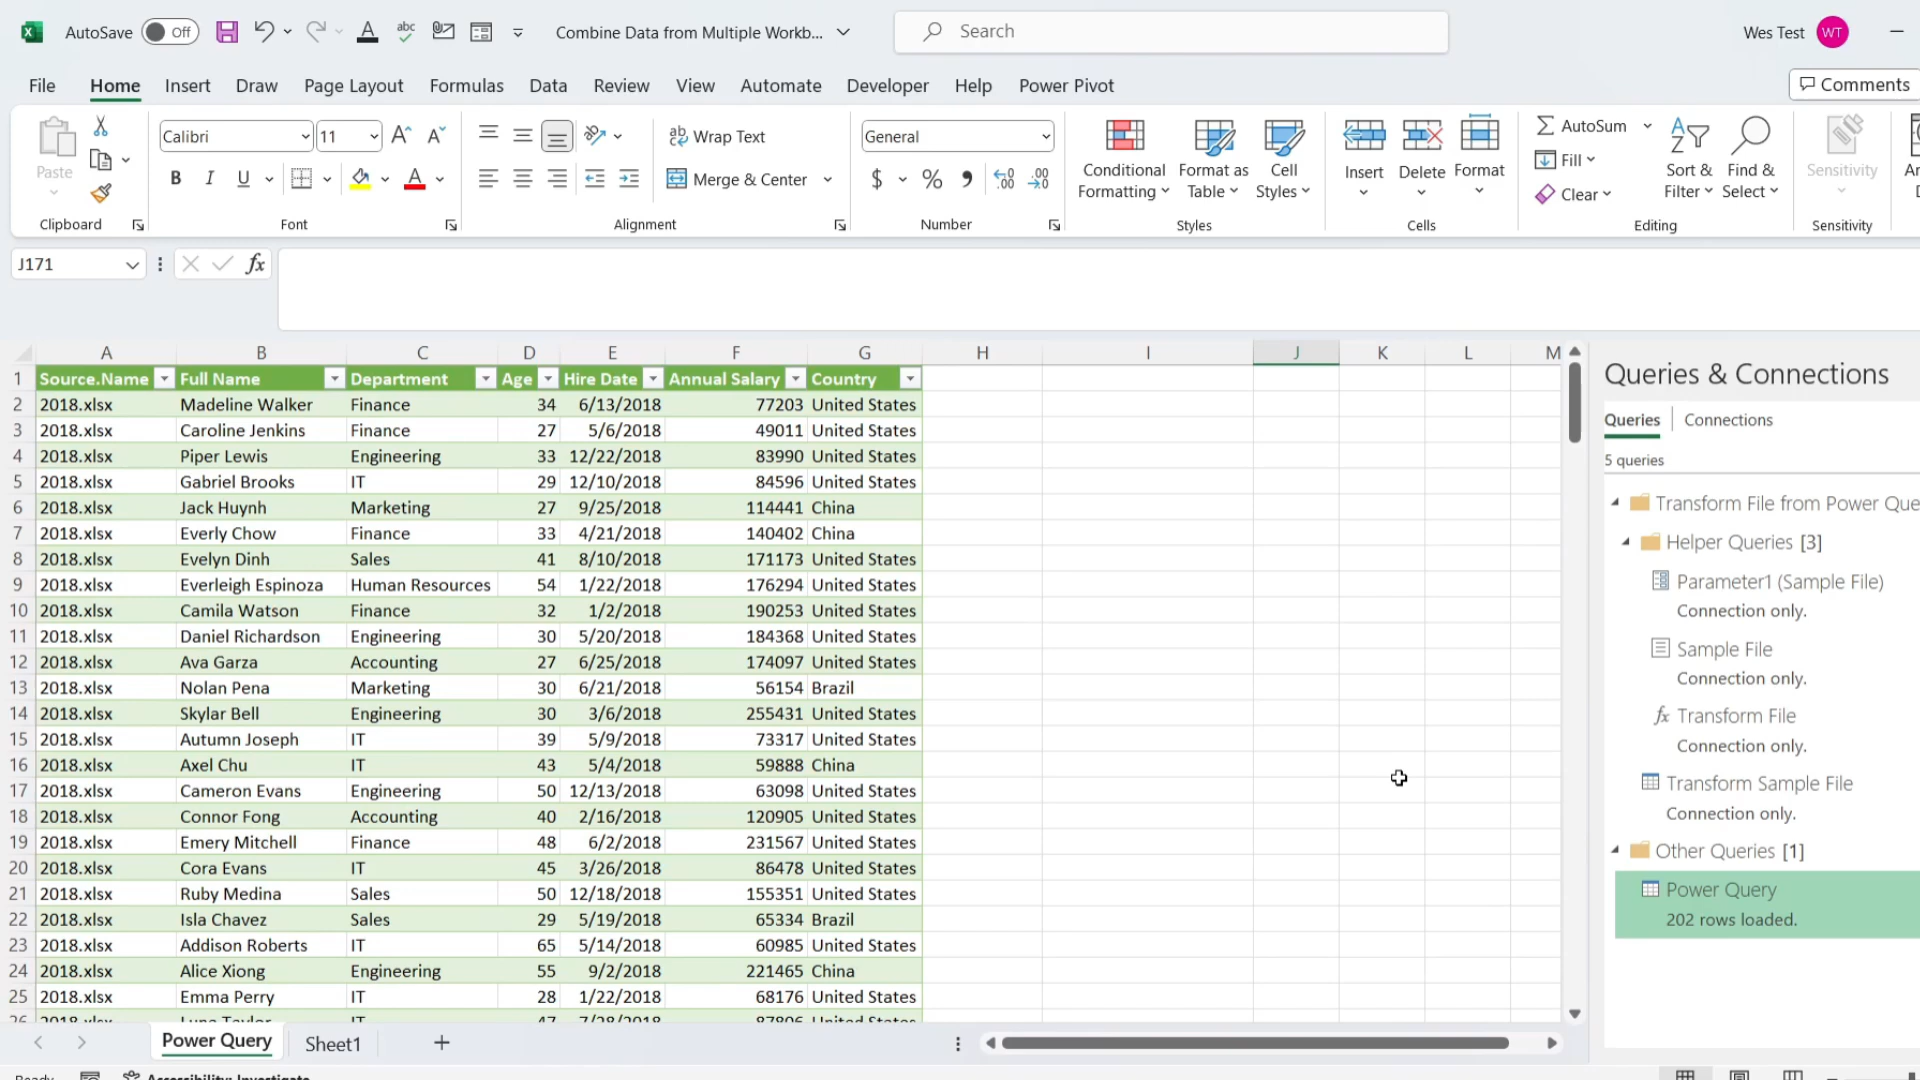 AutoSave Off Combine Data from Multiple Workb... Search Wes Test WT
File Home Insert Draw Page Layout Formulas Data Review View Automate Developer Help Power Pivot Comments
Calibri 11 Wrap Text General AutoSum
Paste Conditional Format as Cell Insert Delete Format Fill Sort & Find & Sensitivity
B I U Merge & Center $ % Formatting Table Styles Clear Filter Select
Clipboard Font Alignment Number Styles Cells Editing Sensitivity
J171 fx
A B C D E F G H I J K L M
Queries & Connections
Queries Connections
5 queries
Transform File from Power Que
Helper Queries [3]
Parameter1 (Sample File)
Connection only.
Sample File
Connection only.
fx Transform File
Connection only.
Transform Sample File
Connection only.
Other Queries [1]
Power Query
202 rows loaded.
1 Source.Name Full Name Department Age Hire Date Annual Salary Country
2 2018.xlsx Madeline Walker Finance 34 6/13/2018 77203 United States
3 2018.xlsx Caroline Jenkins Finance 27 5/6/2018 49011 United States
4 2018.xlsx Piper Lewis Engineering 33 12/22/2018 83990 United States
5 2018.xlsx Gabriel Brooks IT 29 12/10/2018 84596 United States
6 2018.xlsx Jack Huynh Marketing 27 9/25/2018 114441 China
7 2018.xlsx Everly Chow Finance 33 4/21/2018 140402 China
8 2018.xlsx Evelyn Dinh Sales 41 8/10/2018 171173 United States
9 2018.xlsx Everleigh Espinoza Human Resources 54 1/22/2018 176294 United States
10 2018.xlsx Camila Watson Finance 32 1/2/2018 190253 United States
11 2018.xlsx Daniel Richardson Engineering 30 5/20/2018 184368 United States
12 2018.xlsx Ava Garza Accounting 27 6/25/2018 174097 United States
13 2018.xlsx Nolan Pena Marketing 30 6/21/2018 56154 Brazil
14 2018.xlsx Skylar Bell Engineering 30 3/6/2018 255431 United States
15 2018.xlsx Autumn Joseph IT 39 5/9/2018 73317 United States
16 2018.xlsx Axel Chu IT 43 5/4/2018 59888 China
17 2018.xlsx Cameron Evans Engineering 50 12/13/2018 63098 United States
18 2018.xlsx Connor Fong Accounting 40 2/16/2018 120905 United States
19 2018.xlsx Emery Mitchell Finance 48 6/2/2018 231567 United States
20 2018.xlsx Cora Evans IT 45 3/26/2018 86478 United States
21 2018.xlsx Ruby Medina Sales 50 12/18/2018 155351 United States
22 2018.xlsx Isla Chavez Sales 29 5/19/2018 65334 Brazil
23 2018.xlsx Addison Roberts IT 65 5/14/2018 60985 United States
24 2018.xlsx Alice Xiong Engineering 55 9/2/2018 221465 China
25 2018.xlsx Emma Perry IT 28 1/22/2018 68176 United States
Power Query Sheet1